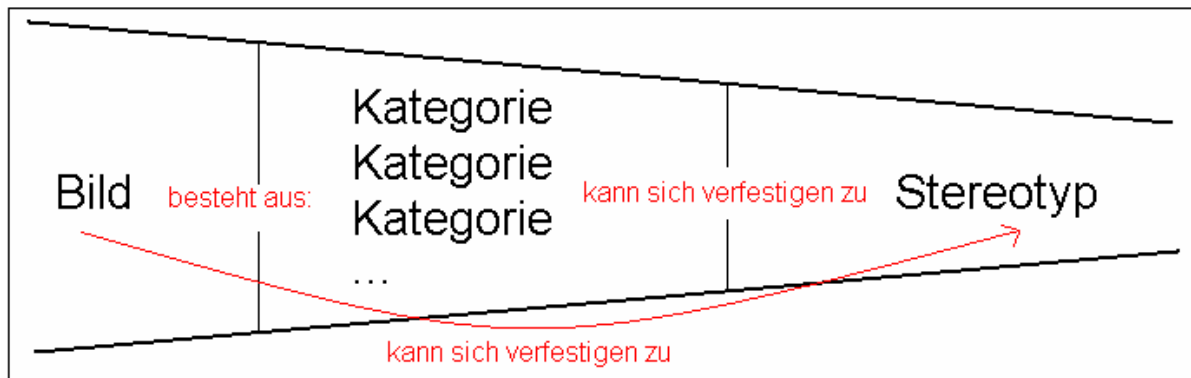 Kategorie
Kategorie
Bild besteht aus: kann sich verfestigen zu Stereotyp
Kategorie
...
kann sich verfestigen zu